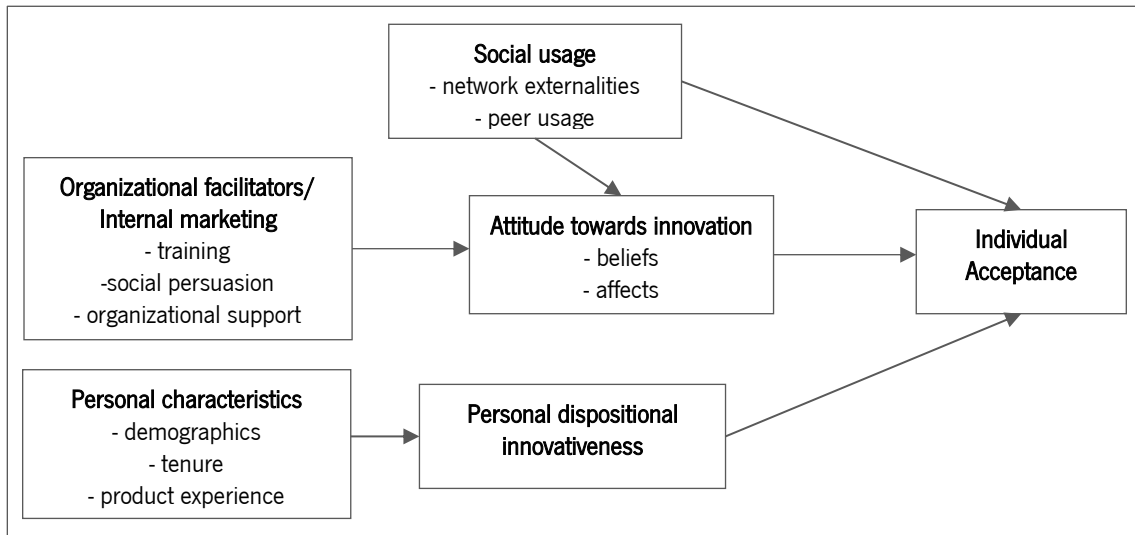 Social usage
- network externalities
- peer usage
Organizational facilitators/
Internal marketing
- training
-social persuasion
- organizational support
Attitude towards innovation
- beliefs
- affects
Individual
Acceptance
Personal characteristics
- demographics
- tenure
- product experience
Personal dispositional
innovativeness